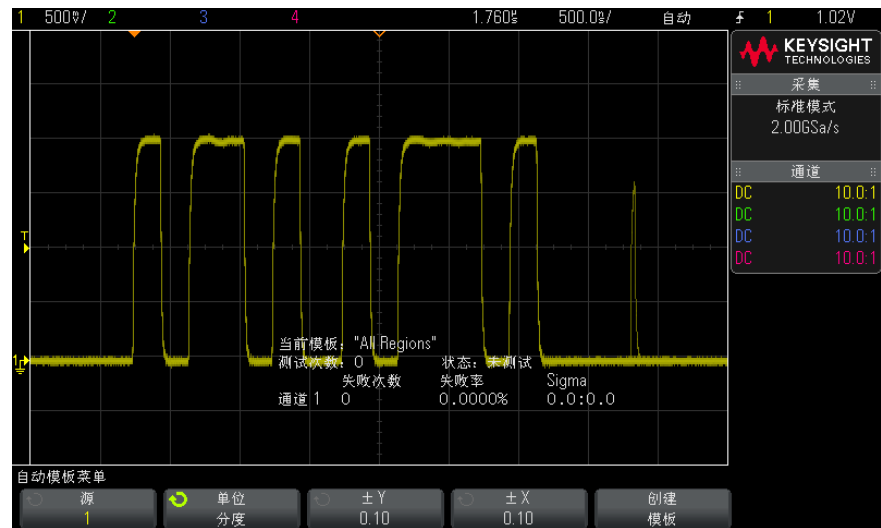 1 500♈/ 2 3 4 1.760s 500.0s/ 自动 1 1.02V
KEYSIGHT
TECHNOLOGIES
采集
标准模式
2.00GSa/s
通道
DC 10.0:1
DC 10.0:1
DC 10.0:1
DC 10.0:1
T
1
当前模板: "All Regions"
测试次数: 0 状态: 未测试
失败次数 失败率 Sigma
通道 1 0 0.0000% 0.0:0.0
自动模板菜单
源 单位 ± Y ± X 创建
1 分度 0.10 0.10 模板